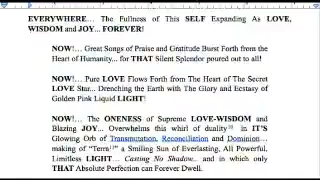 EVERYWHERE… The Fullness of This SELF Expanding As LOVE,
WISDOM and JOY... FOREVER!
NOW!… Great Songs of Praise and Gratitude Burst Forth from the
Heart of Humanity... for THAT Silent Splendor poured out to all!
NOW!… Pure LOVE Flows Forth from The Heart of The Secret
LOVE Star... Drenching the Earth with The Glory and Ecstasy of
Golden Pink Liquid LIGHT!
NOW!… The ONENESS of Supreme LOVE-WISDOM and
Blazing JOY... Overwhelms this whirl of duality in IT'S
Glowing Orb of Transmutation, Reconciliation and Dominion…
making of "Terra" a Smiling Sun of Everlasting, All Powerful,
Limitless LIGHT… Casting No Shadow.. and in which only
THAT Absolute Perfection can Forever Dwell.